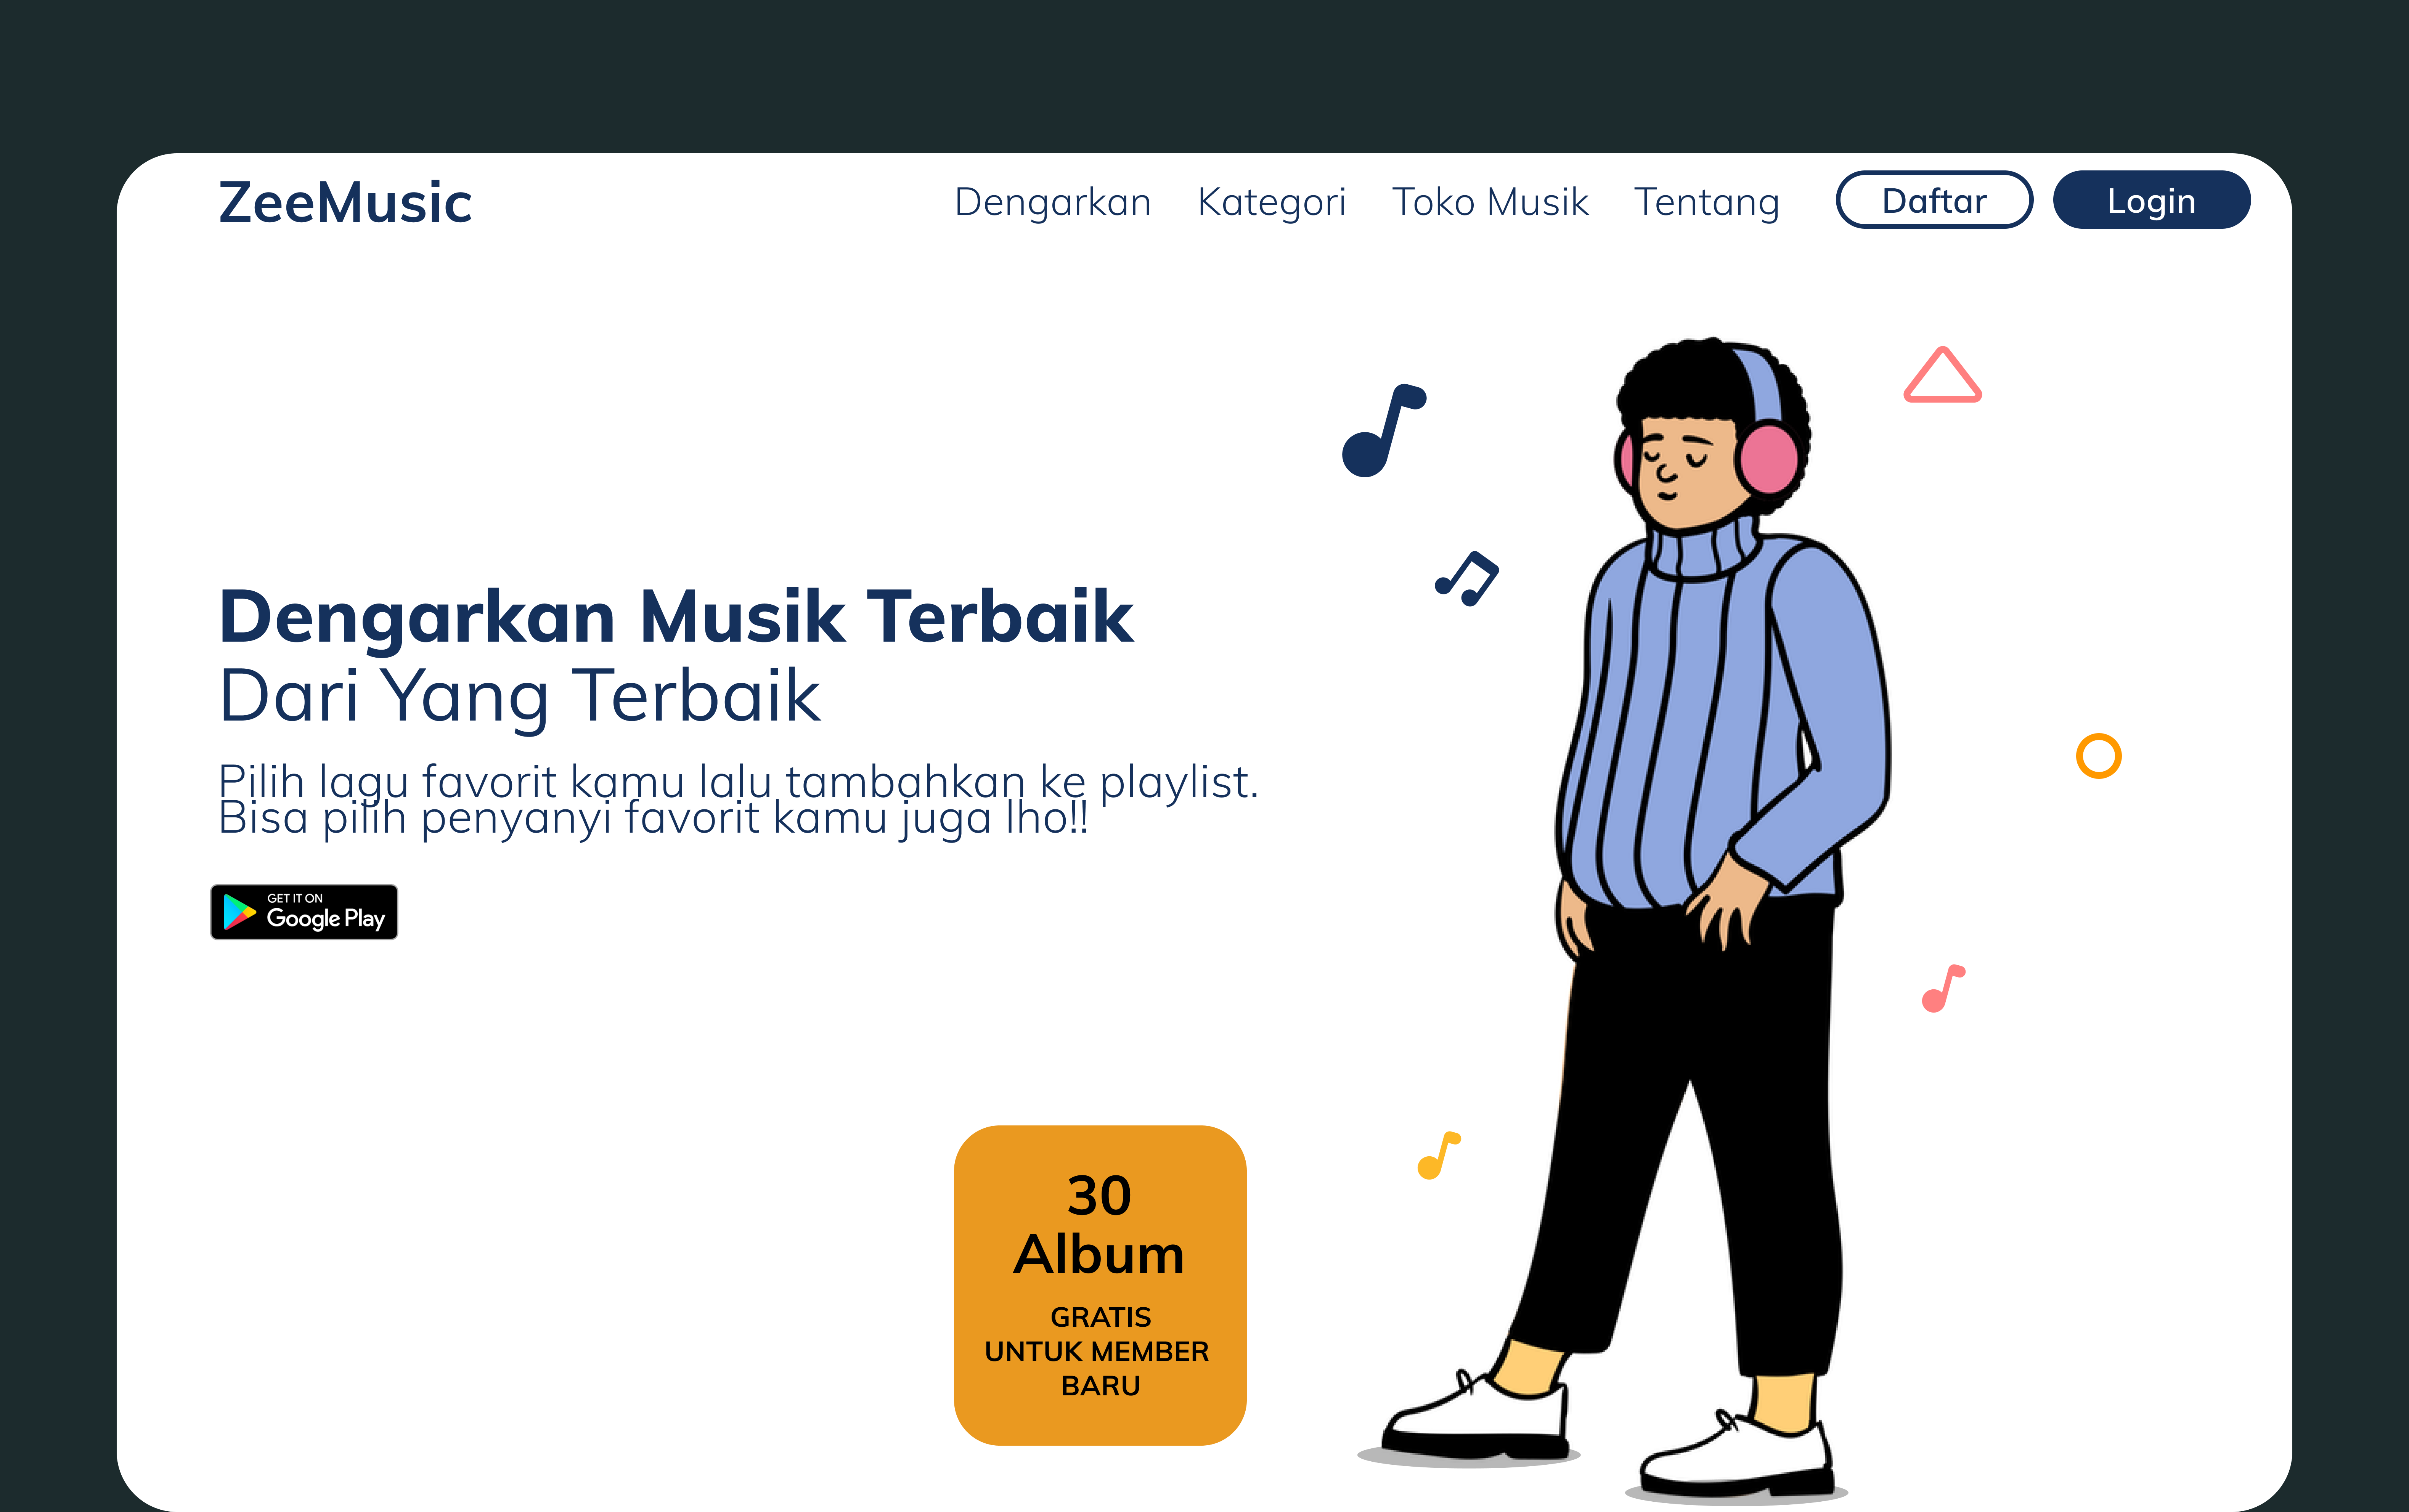 ZeeMusic
Dengarkan Kategori Toko Musik Tentang Daftar Login
Dengarkan Musik Terbaik
Dari Yang Terbaik
Pilih lagu favorit kamu lalu tambahkan ke playlist.
Bisa pilih penyanyi favorit kamu juga lho!!
GET IT ON
Google Play
30
Album
GRATIS
UNTUK MEMBER
BARU